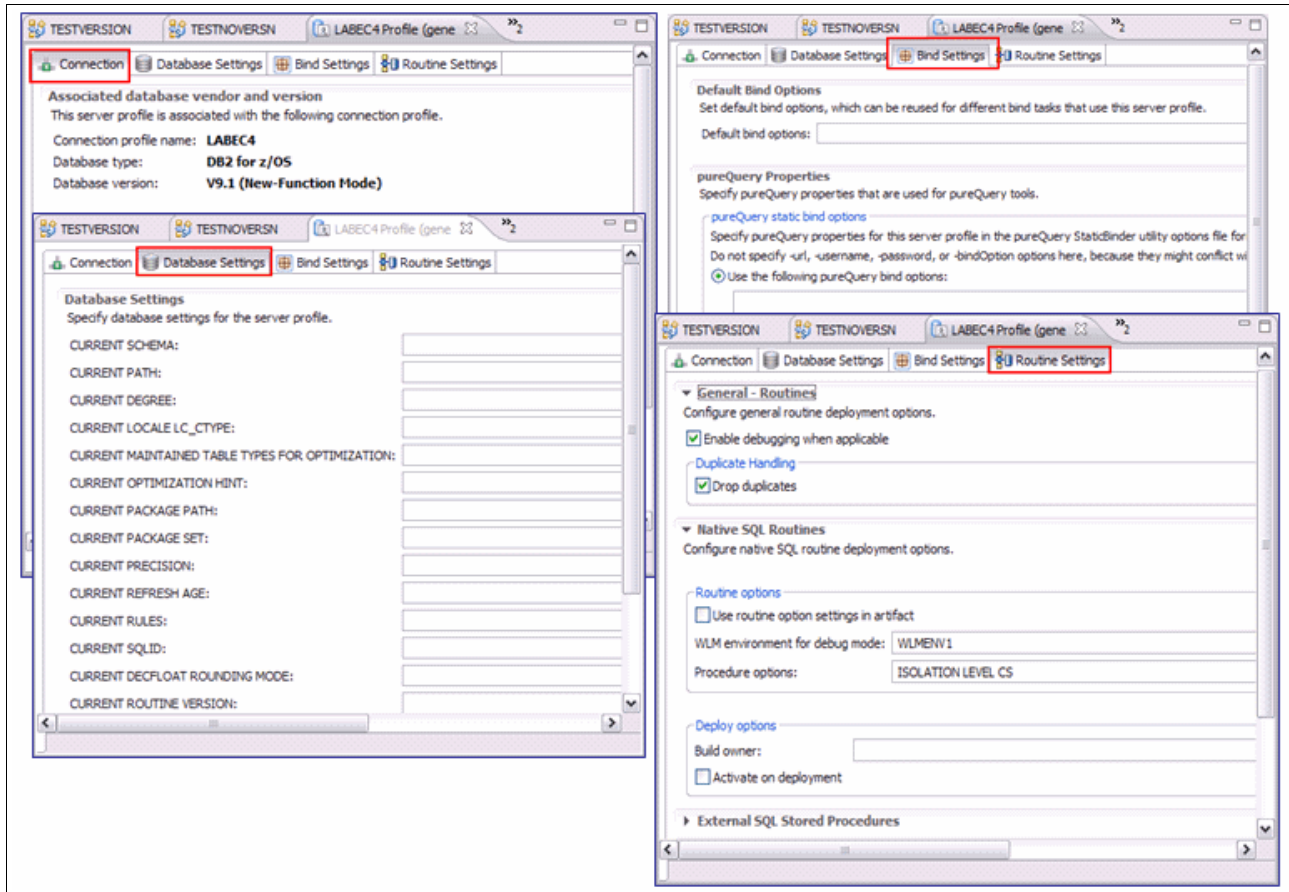 TESTVERSION TESTNOVERSN LABEC4 Profile (gene »2
Connection Database Settings Bind Settings Routine Settings
Associated database vendor and version
This server profile is associated with the following connection profile.
Connection profile name: LABEC4
Database type: DB2 for z/OS
Database version: V9.1 (New-Function Mode)
TESTVERSION TESTNOVERSN LABEC4 Profile (gene »2
Connection Database Settings Bind Settings Routine Settings
Database Settings
Specify database settings for the server profile.
CURRENT SCHEMA:
CURRENT PATH:
CURRENT DEGREE:
CURRENT LOCALE LC_CTYPE:
CURRENT MAINTAINED TABLE TYPES FOR OPTIMIZATION:
CURRENT OPTIMIZATION HINT:
CURRENT PACKAGE PATH:
CURRENT PACKAGE SET:
CURRENT PRECISION:
CURRENT REFRESH AGE:
CURRENT RULES:
CURRENT SQLID:
CURRENT DECFLOAT ROUNDING MODE:
CURRENT ROUTINE VERSION:
TESTVERSION TESTNOVERSN LABEC4 Profile (gene »2
Connection Database Settings Bind Settings Routine Settings
Default Bind Options
Set default bind options, which can be reused for different bind tasks that use this server profile.
Default bind options:
pureQuery Properties
Specify pureQuery properties that are used for pureQuery tools.
pureQuery static bind options
Specify pureQuery properties for this server profile in the pureQuery StaticBinder utility options file for
Do not specify -url, -username, -password, or -bindOption options here, because they might conflict wi
Use the following pureQuery bind options:
TESTVERSION TESTNOVERSN LABEC4 Profile (gene »2
Connection Database Settings Bind Settings Routine Settings
General - Routines
Configure general routine deployment options.
Enable debugging when applicable
Duplicate Handling
Drop duplicates
Native SQL Routines
Configure native SQL routine deployment options.
Routine options
Use routine option settings in artifact
WLM environment for debug mode: WLMENV1
Procedure options: ISOLATION LEVEL CS
Deploy options
Build owner:
Activate on deployment
External SQL Stored Procedures